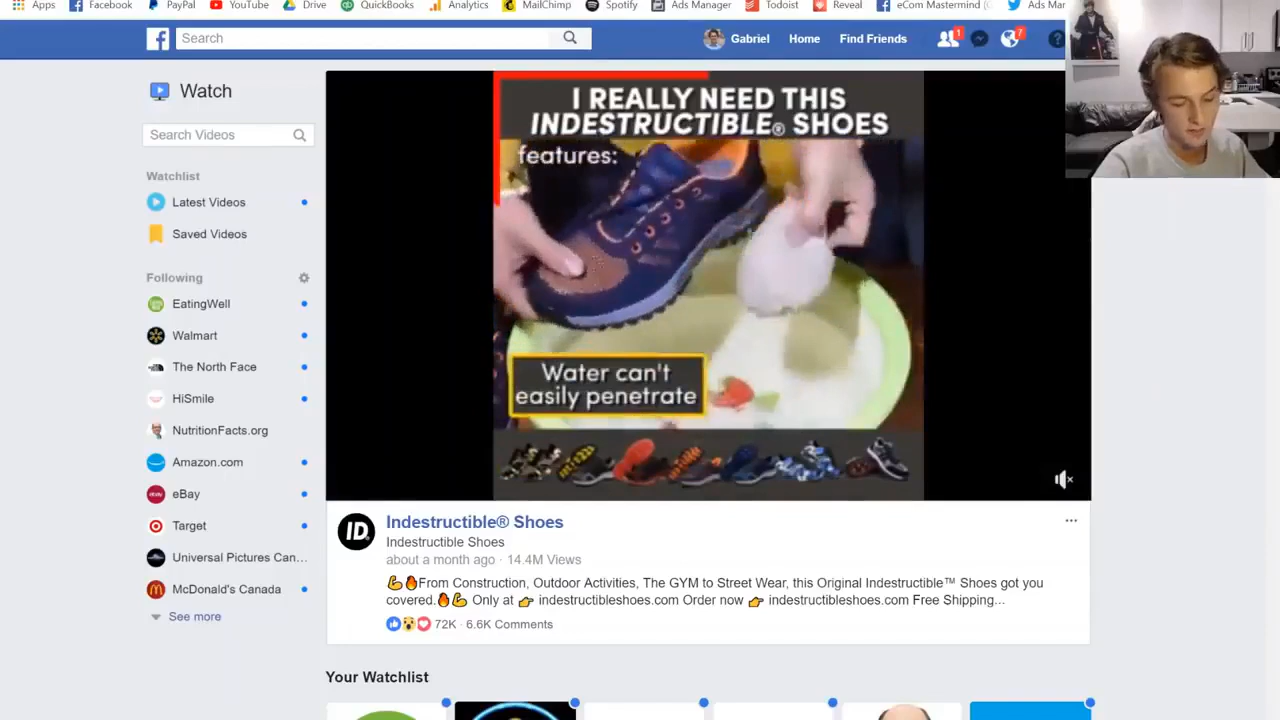 Apps Facebook PayPal YouTube Drive QuickBooks Analytics MailChimp Spotify Ads Manager Todoist Reveal eCom Mastermind Ads Mar
Search
Gabriel Home Find Friends 1 7 ?
Watch
Search Videos
Watchlist
Latest Videos
Saved Videos
Following
EatingWell
Walmart
The North Face
HiSmile
NutritionFacts.org
Amazon.com
eBay
Target
Universal Pictures Can...
McDonald's Canada
See more
I REALLY NEED THIS
INDESTRUCTIBLE® SHOES
features:
Water can't
easily penetrate
ID.
Indestructible® Shoes
Indestructible Shoes
about a month ago · 14.4M Views
💪🔥From Construction, Outdoor Activities, The GYM to Street Wear, this Original Indestructible™ Shoes got you
covered.🔥💪 Only at 👉 indestructibleshoes.com Order now 👉 indestructibleshoes.com Free Shipping...
72K · 6.6K Comments
Your Watchlist